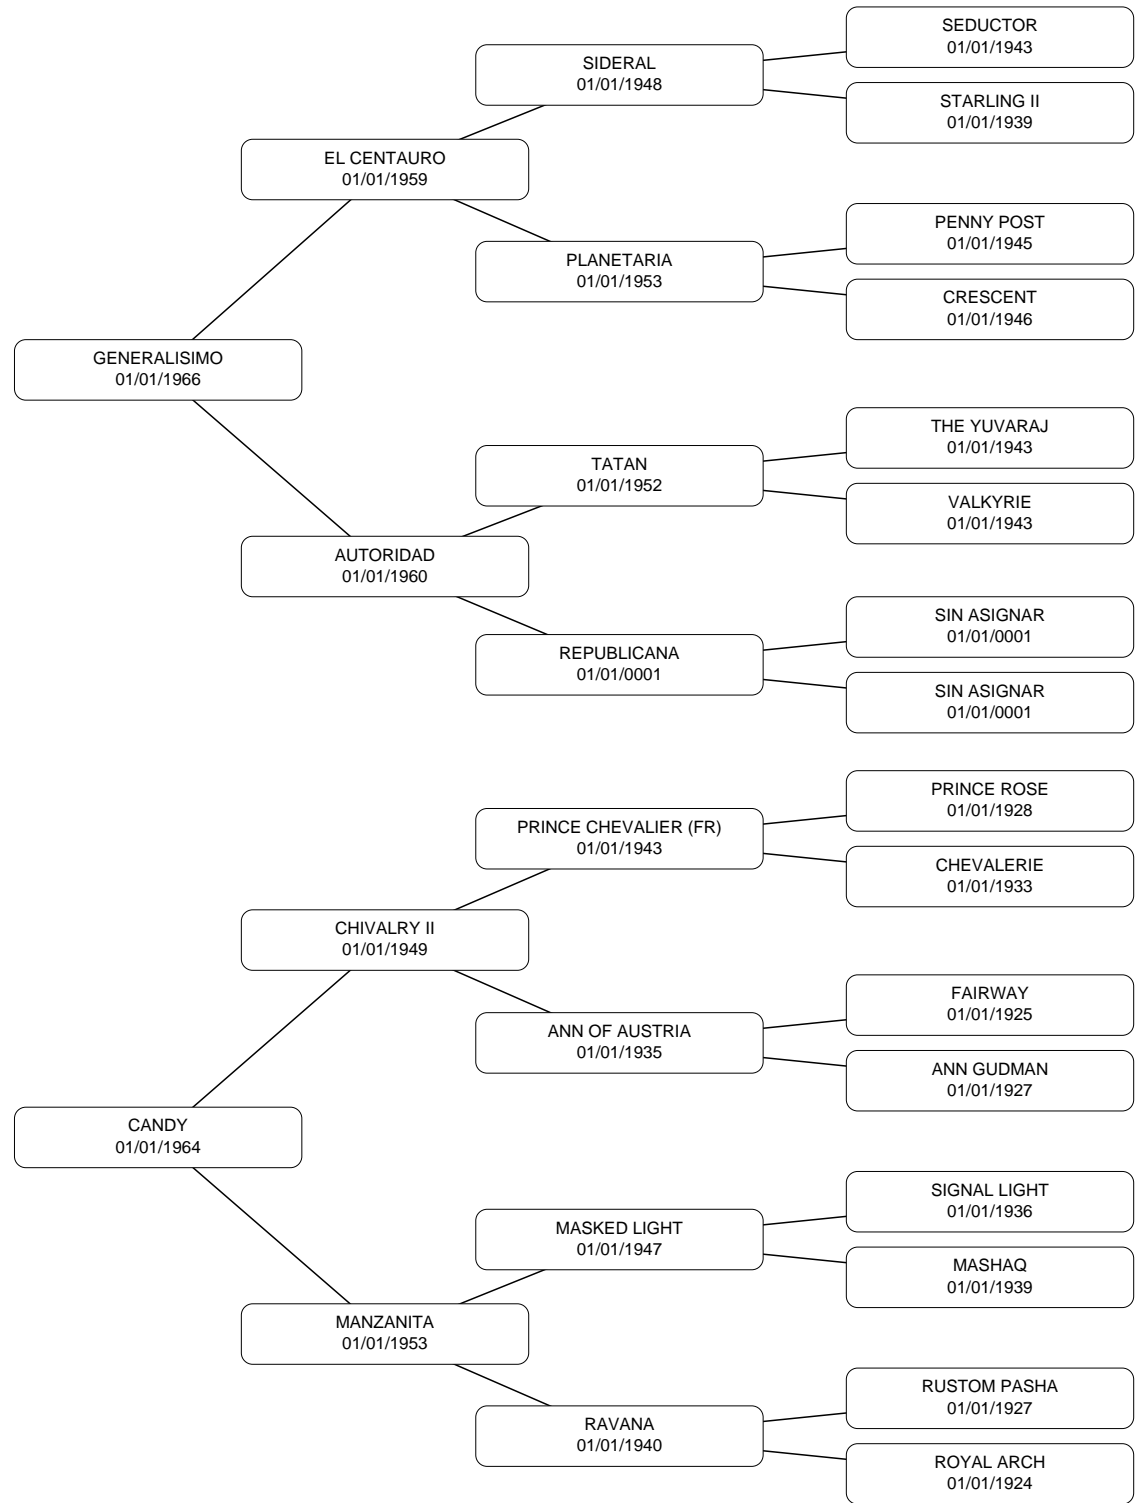 SEDUCTOR
01/01/1943
SIDERAL
01/01/1948
STARLING II
01/01/1939
EL CENTAURO
01/01/1959
PENNY POST
01/01/1945
PLANETARIA
01/01/1953
CRESCENT
01/01/1946
GENERALISIMO
01/01/1966
THE YUVARAJ
01/01/1943
TATAN
01/01/1952
VALKYRIE
01/01/1943
AUTORIDAD
01/01/1960
SIN ASIGNAR
01/01/0001
REPUBLICANA
01/01/0001
SIN ASIGNAR
01/01/0001
PRINCE ROSE
01/01/1928
PRINCE CHEVALIER (FR)
01/01/1943
CHEVALERIE
01/01/1933
CHIVALRY II
01/01/1949
FAIRWAY
01/01/1925
ANN OF AUSTRIA
01/01/1935
ANN GUDMAN
01/01/1927
CANDY
01/01/1964
SIGNAL LIGHT
01/01/1936
MASKED LIGHT
01/01/1947
MASHAQ
01/01/1939
MANZANITA
01/01/1953
RUSTOM PASHA
01/01/1927
RAVANA
01/01/1940
ROYAL ARCH
01/01/1924